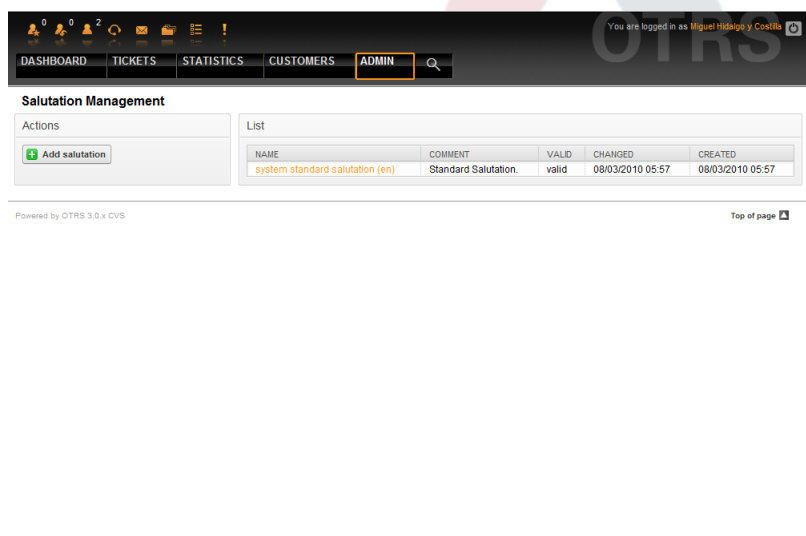 0 0 2
OTRS
You are logged in as Miguel Hidalgo y Costilla
DASHBOARD TICKETS STATISTICS CUSTOMERS ADMIN
Salutation Management
Actions
Add salutation
List
NAME COMMENT VALID CHANGED CREATED
system standard salutation (en) Standard Salutation. valid 08/03/2010 05:57 08/03/2010 05:57
Powered by OTRS 3.0.x CVS
Top of page